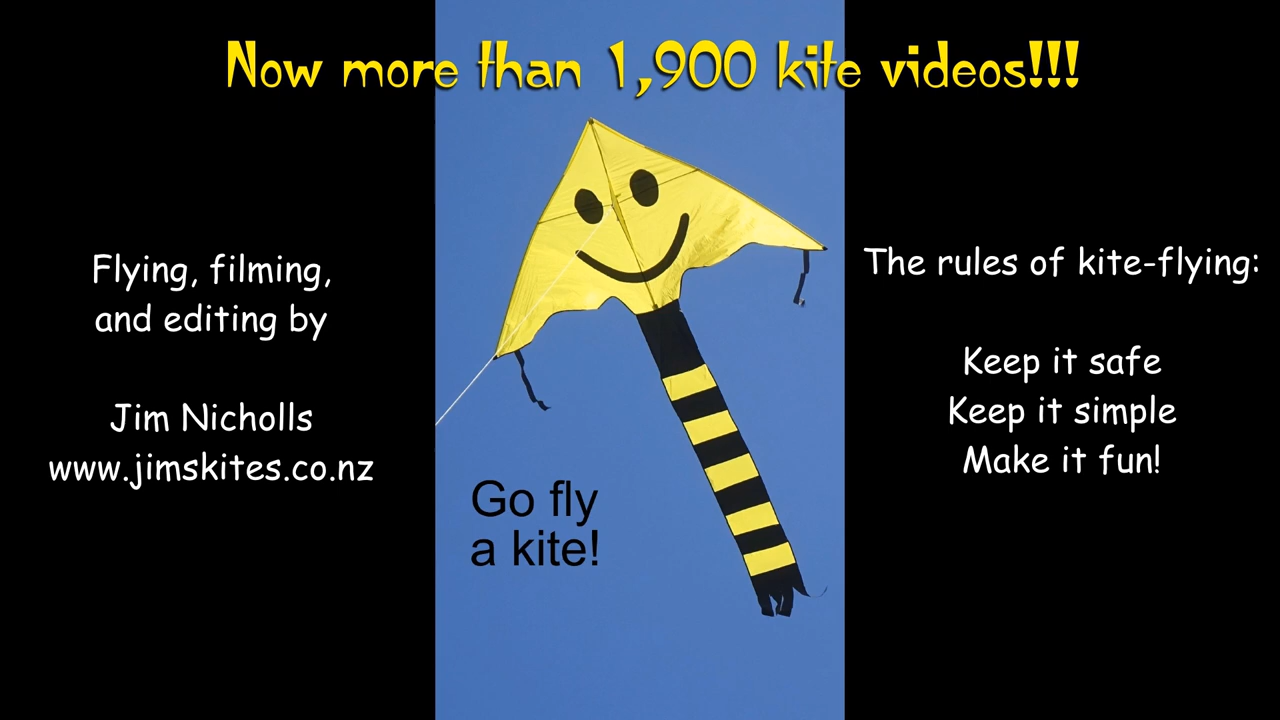 Now more than 1,900 kite videos!!!
Flying, filming,
and editing by
Jim Nicholls
www.jimskites.co.nz
Go fly
a kite!
The rules of kite-flying:
Keep it safe
Keep it simple
Make it fun!